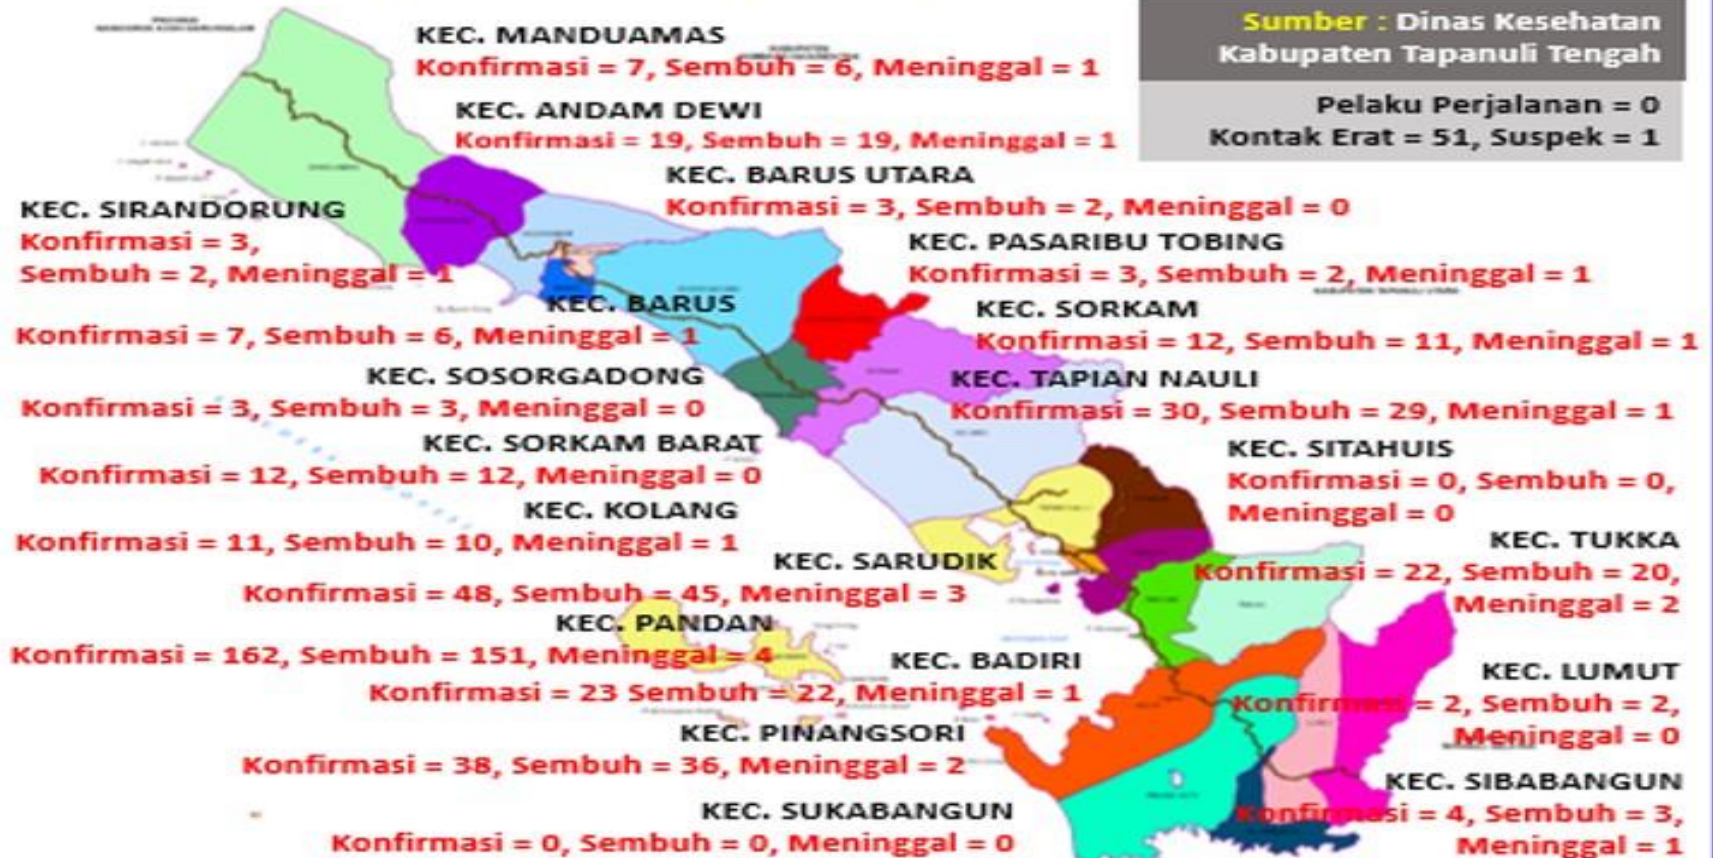 Sumber : Dinas Kesehatan
Kabupaten Tapanuli Tengah
Pelaku Perjalanan = 0
Kontak Erat = 51, Suspek = 1
KEC. MANDUAMAS
Konfirmasi = 7, Sembuh = 6, Meninggal = 1
KEC. ANDAM DEWI
Konfirmasi = 19, Sembuh = 19, Meninggal = 1
KEC. BARUS UTARA
Konfirmasi = 3, Sembuh = 2, Meninggal = 0
KEC. SIRANDORUNG
Konfirmasi = 3,
Sembuh = 2, Meninggal = 1
KEC. PASARIBU TOBING
Konfirmasi = 3, Sembuh = 2, Meninggal = 1
KEC. BARUS
Konfirmasi = 7, Sembuh = 6, Meninggal = 1
KEC. SORKAM
Konfirmasi = 12, Sembuh = 11, Meninggal = 1
KEC. SOSORGADONG
Konfirmasi = 3, Sembuh = 3, Meninggal = 0
KEC. TAPIAN NAULI
Konfirmasi = 30, Sembuh = 29, Meninggal = 1
KEC. SORKAM BARAT
Konfirmasi = 12, Sembuh = 12, Meninggal = 0
KEC. SITAHUIS
Konfirmasi = 0, Sembuh = 0,
Meninggal = 0
KEC. KOLANG
Konfirmasi = 11, Sembuh = 10, Meninggal = 1
KEC. TUKKA
Konfirmasi = 22, Sembuh = 20,
Meninggal = 2
KEC. SARUDIK
Konfirmasi = 48, Sembuh = 45, Meninggal = 3
KEC. PANDAN
Konfirmasi = 162, Sembuh = 151, Meninggal = 4
KEC. BADIRI
Konfirmasi = 23 Sembuh = 22, Meninggal = 1
KEC. LUMUT
Konfirmasi = 2, Sembuh = 2,
Meninggal = 0
KEC. PINANGSORI
Konfirmasi = 38, Sembuh = 36, Meninggal = 2
KEC. SIBABANGUN
Konfirmasi = 4, Sembuh = 3,
Meninggal = 1
KEC. SUKABANGUN
Konfirmasi = 0, Sembuh = 0, Meninggal = 0